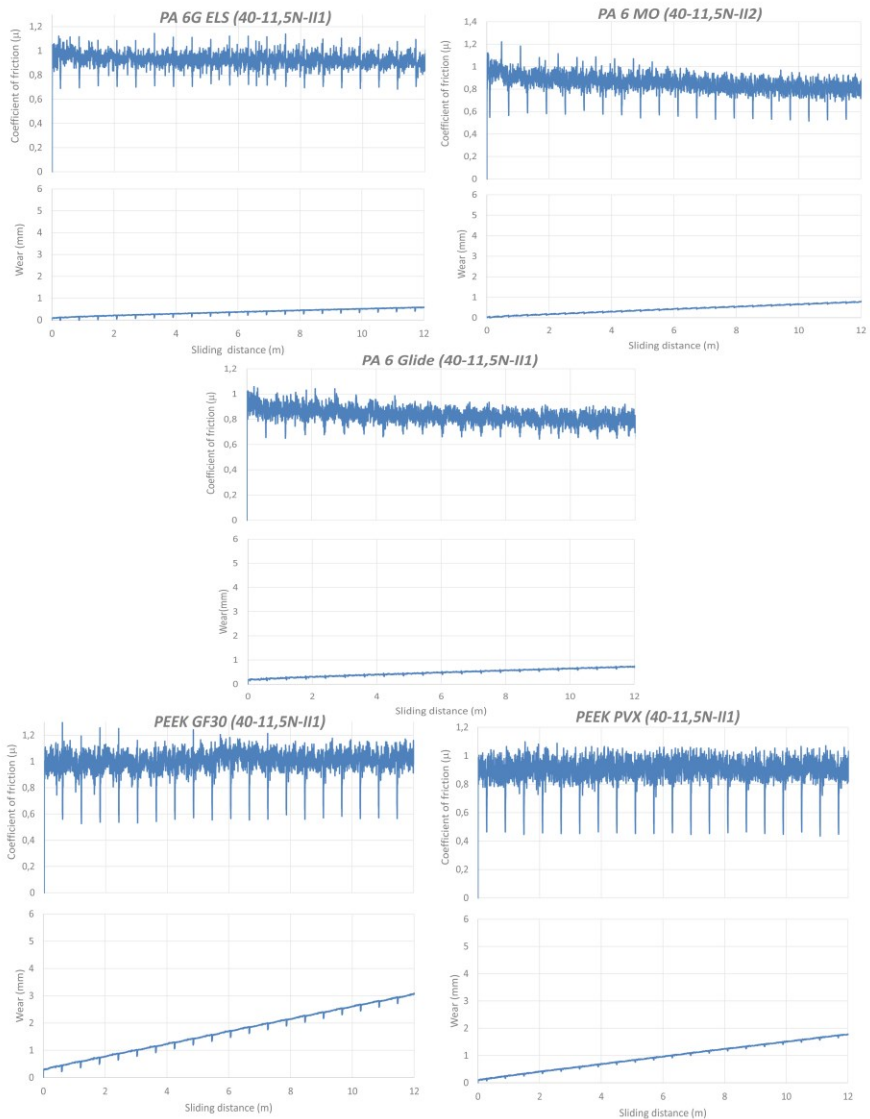 PA 6G ELS (40-11,5N-II1)
Coefficient of friction (μ)
1,2
1
0,8
0,6
0,4
0,2
0
Wear (mm)
6
5
4
3
2
1
0
0 2 4 6 8 10 12
Sliding distance (m)
PA 6 MO (40-11,5N-II2)
Coefficient of friction (μ)
1,4
1,2
1
0,8
0,6
0,4
0,2
0
Wear (mm)
6
5
4
3
2
1
0
0 2 4 6 8 10 12
Sliding distance (m)
PA 6 Glide (40-11,5N-II1)
Coefficient of friction (μ)
1,2
1
0,8
0,6
0,4
0,2
0
Wear(mm)
6
5
4
3
2
1
0
0 2 4 6 8 10 12
Sliding distance (m)
PEEK GF30 (40-11,5N-II1)
Coefficient of friction (μ)
1,2
1
0,8
0,6
0,4
0,2
0
Wear (mm)
6
5
4
3
2
1
0
0 2 4 6 8 10 12
Sliding distance (m)
PEEK PVX (40-11,5N-II1)
Coefficient of friction (μ)
1,2
1
0,8
0,6
0,4
0,2
0
Wear (mm)
6
5
4
3
2
1
0
0 2 4 6 8 10 12
Sliding distance (m)